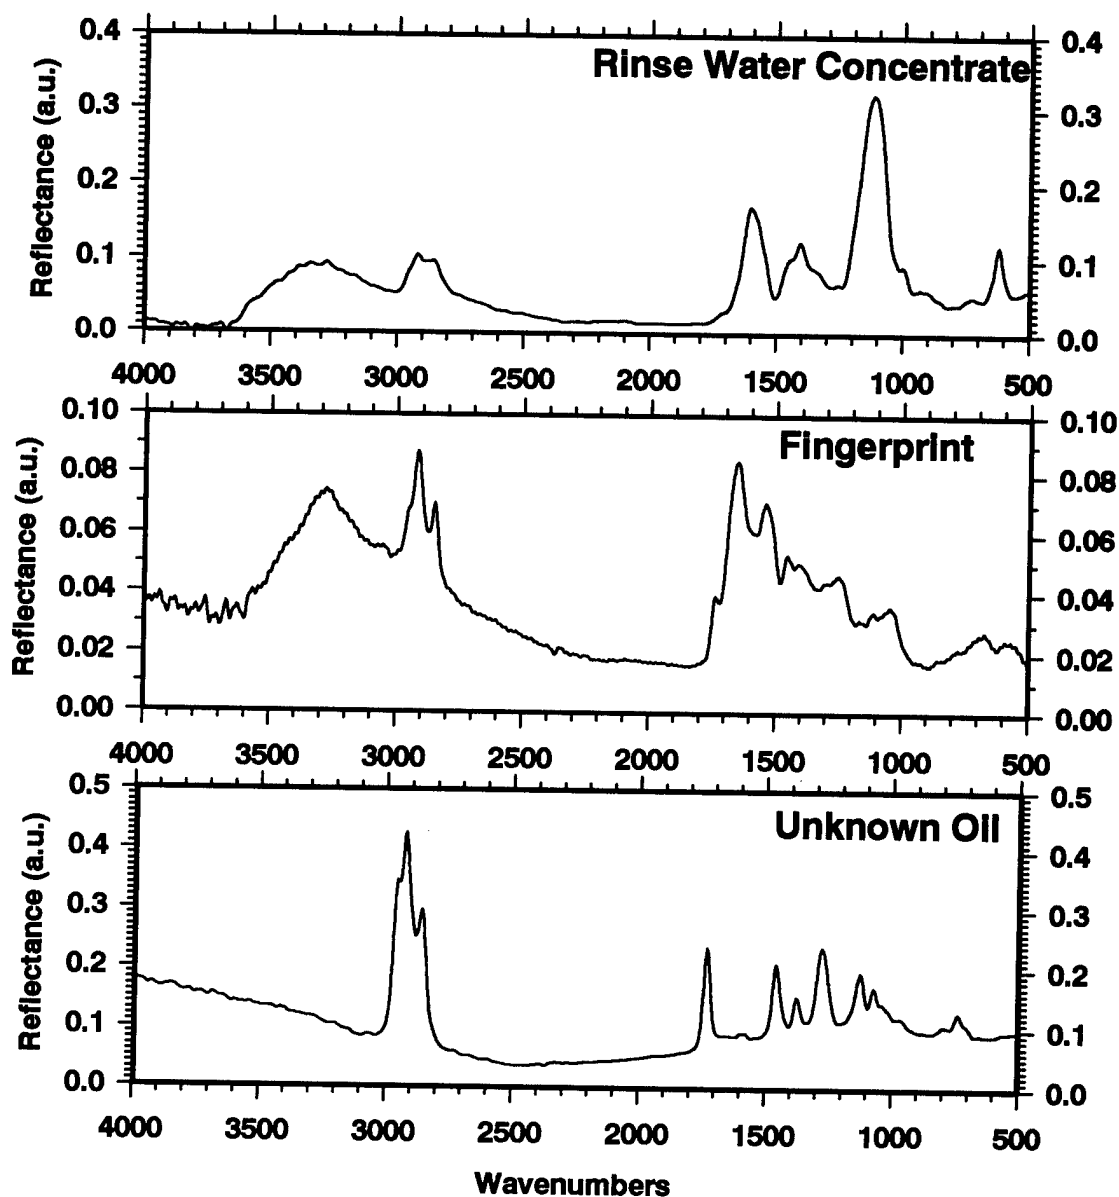 Rinse Water Concentrate
Reflectance (a.u.)
0.4 0.4
0.3 0.3
0.2 0.2
0.1 0.1
0.0 0.0
4000 3500 3000 2500 2000 1500 1000 500
Fingerprint
Reflectance (a.u.)
0.10 0.10
0.08 0.08
0.06 0.06
0.04 0.04
0.02 0.02
0.00 0.00
4000 3500 3000 2500 2000 1500 1000 500
Unknown Oil
Reflectance (a.u.)
0.5 0.5
0.4 0.4
0.3 0.3
0.2 0.2
0.1 0.1
0.0 0.0
4000 3500 3000 2500 2000 1500 1000 500
Wavenumbers